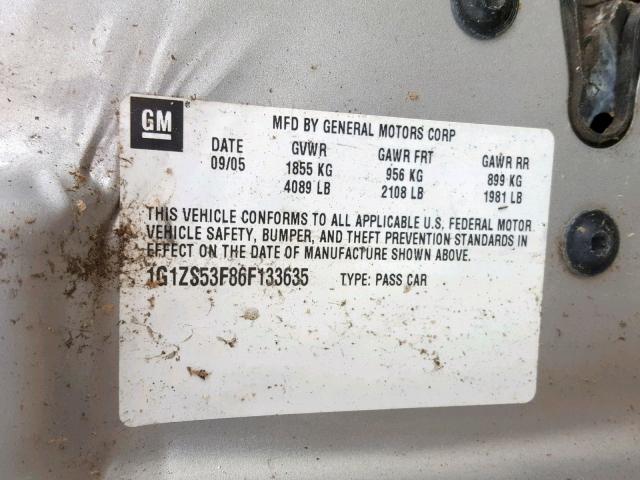 GM
MFD BY GENERAL MOTORS CORP
DATE GVWR GAWR FRT GAWR RR
09/05 1855 KG 956 KG 899 KG
4089 LB 2108 LB 1981 LB
THIS VEHICLE CONFORMS TO ALL APPLICABLE U.S. FEDERAL MOTOR
VEHICLE SAFETY, BUMPER, AND THEFT PREVENTION STANDARDS IN
EFFECT ON THE DATE OF MANUFACTURE SHOWN ABOVE.
1G1ZS53F86F133635 TYPE: PASS CAR